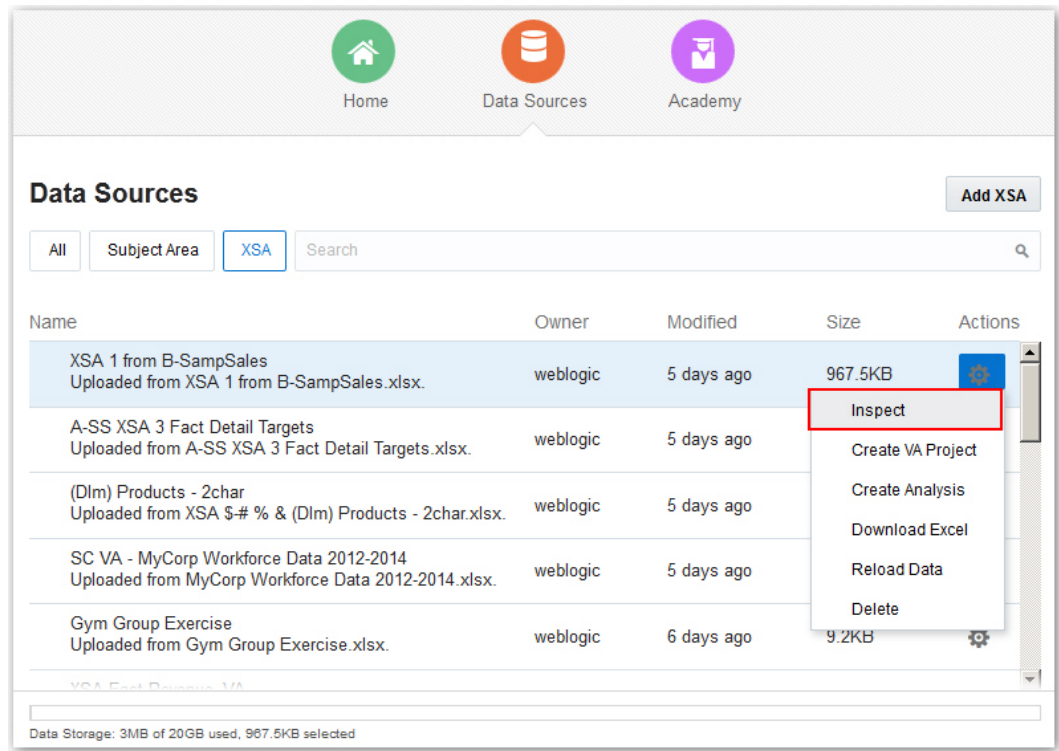 Home Data Sources Academy
Data Sources
Add XSA
All Subject Area XSA Search
Name Owner Modified Size Actions
XSA 1 from B-SampSales
Uploaded from XSA 1 from B-SampSales.xlsx.
weblogic 5 days ago 967.5KB
A-SS XSA 3 Fact Detail Targets
Uploaded from A-SS XSA 3 Fact Detail Targets.xlsx.
weblogic 5 days ago
(Dlm) Products - 2char
Uploaded from XSA $-# % & (Dlm) Products - 2char.xlsx.
weblogic 5 days ago
SC VA - MyCorp Workforce Data 2012-2014
Uploaded from MyCorp Workforce Data 2012-2014.xlsx.
weblogic 5 days ago
Gym Group Exercise
Uploaded from Gym Group Exercise.xlsx.
weblogic 6 days ago 9.2KB
XSA Fact Revenue VA
Inspect
Create VA Project
Create Analysis
Download Excel
Reload Data
Delete
Data Storage: 3MB of 20GB used, 967.5KB selected